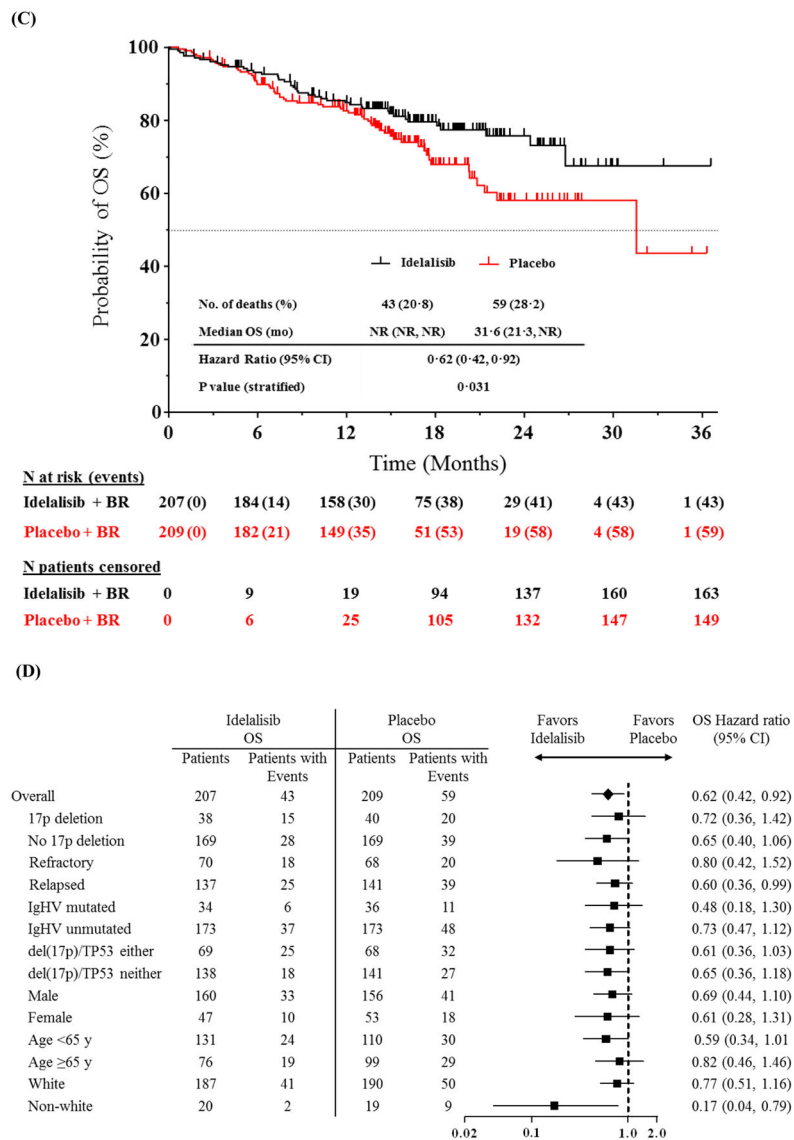 (C)
100
80
60
40
20
0
Probability of OS (%)
Idelalisib Placebo
No. of deaths (%) 43 (20·8) 59 (28·2)
Median OS (mo) NR (NR, NR) 31·6 (21·3, NR)
Hazard Ratio (95% CI) 0·62 (0·42, 0·92)
P value (stratified) 0·031
0 6 12 18 24 30 36
Time (Months)
N at risk (events)
Idelalisib + BR 207 (0) 184 (14) 158 (30) 75 (38) 29 (41) 4 (43) 1 (43)
Placebo + BR 209 (0) 182 (21) 149 (35) 51 (53) 19 (58) 4 (58) 1 (59)
N patients censored
Idelalisib + BR 0 9 19 94 137 160 163
Placebo + BR 0 6 25 105 132 147 149
(D)
Idelalisib Placebo Favors Favors OS Hazard ratio
OS OS Idelalisib Placebo (95% CI)
Patients Patients with Patients Patients with
Events Events
Overall 207 43 209 59 0.62 (0.42, 0.92)
17p deletion 38 15 40 20 0.72 (0.36, 1.42)
No 17p deletion 169 28 169 39 0.65 (0.40, 1.06)
Refractory 70 18 68 20 0.80 (0.42, 1.52)
Relapsed 137 25 141 39 0.60 (0.36, 0.99)
IgHV mutated 34 6 36 11 0.48 (0.18, 1.30)
IgHV unmutated 173 37 173 48 0.73 (0.47, 1.12)
del(17p)/TP53 either 69 25 68 32 0.61 (0.36, 1.03)
del(17p)/TP53 neither 138 18 141 27 0.65 (0.36, 1.18)
Male 160 33 156 41 0.69 (0.44, 1.10)
Female 47 10 53 18 0.61 (0.28, 1.31)
Age <65 y 131 24 110 30 0.59 (0.34, 1.01
Age ≥65 y 76 19 99 29 0.82 (0.46, 1.46)
White 187 41 190 50 0.77 (0.51, 1.16)
Non-white 20 2 19 9 0.17 (0.04, 0.79)
0.02 0.1 1.0 2.0